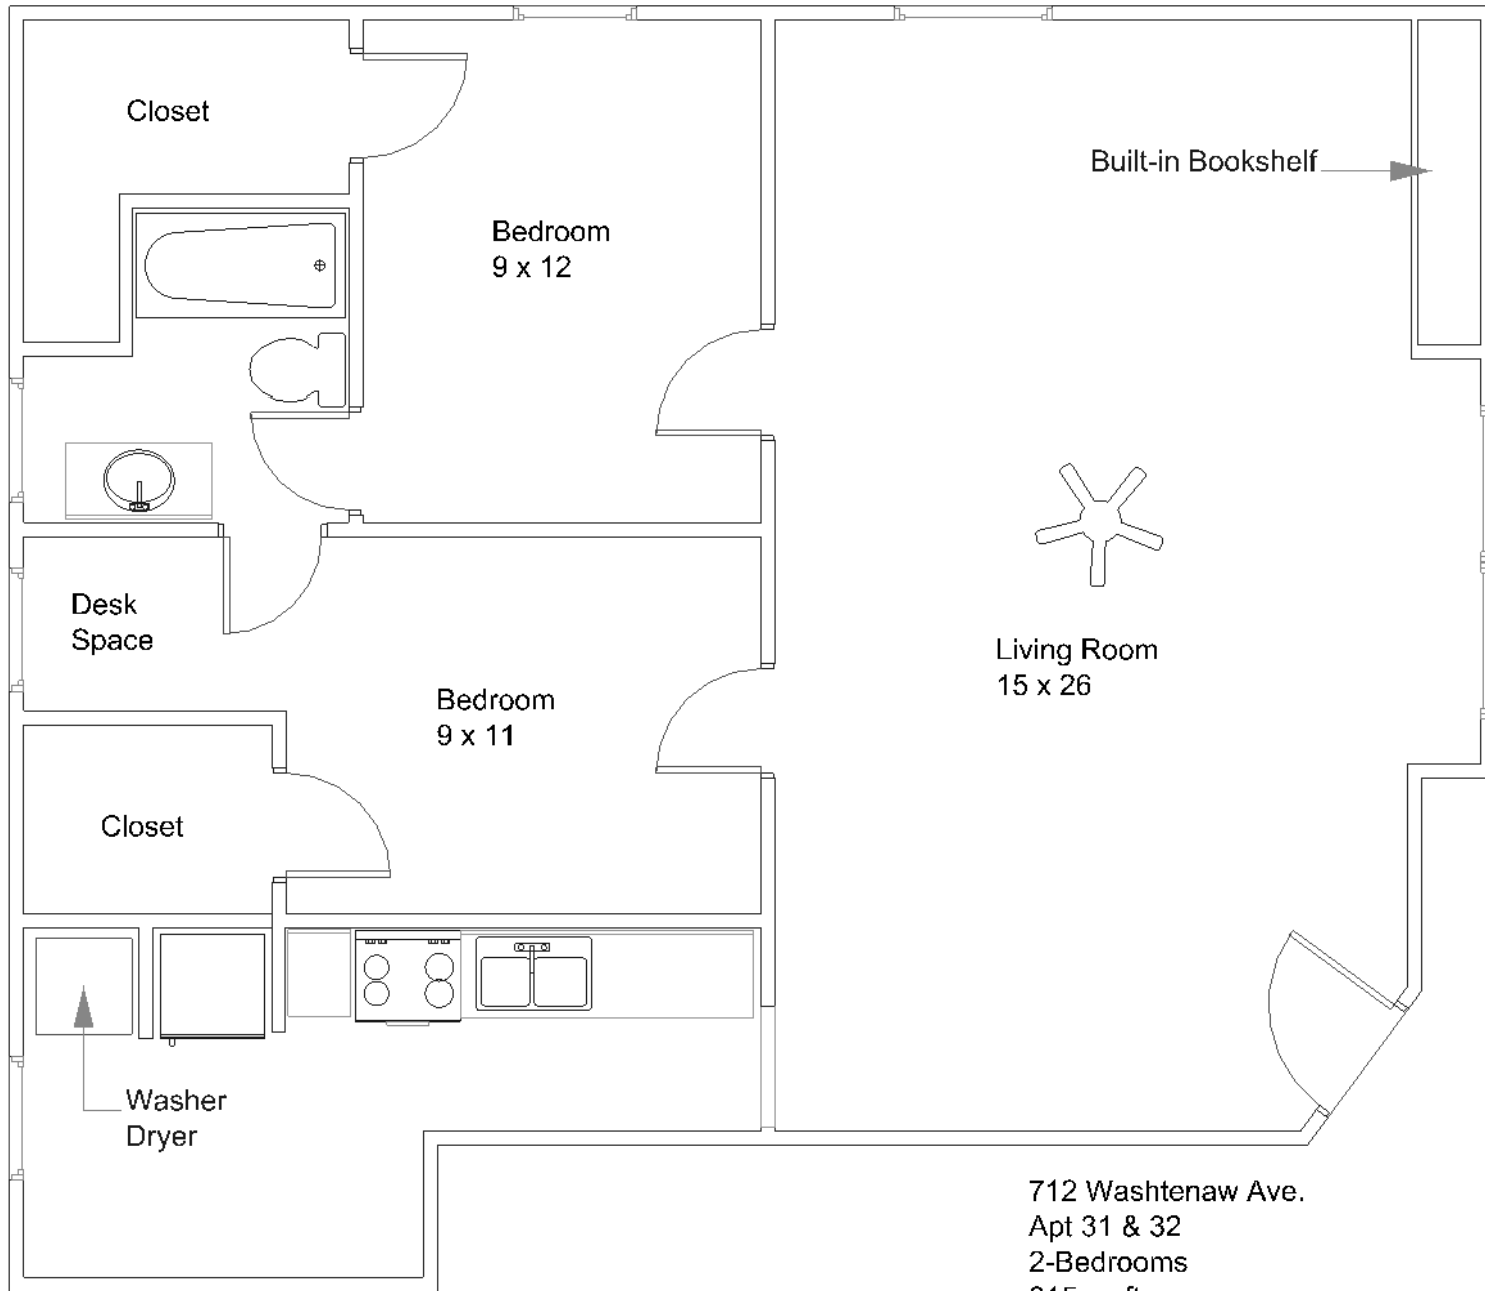 Closet
Built-in Bookshelf
Bedroom
9 x 12
Desk
Space
Living Room
15 x 26
Bedroom
9 x 11
Closet
Washer
Dryer
712 Washtenaw Ave.
Apt 31 & 32
2-Bedrooms